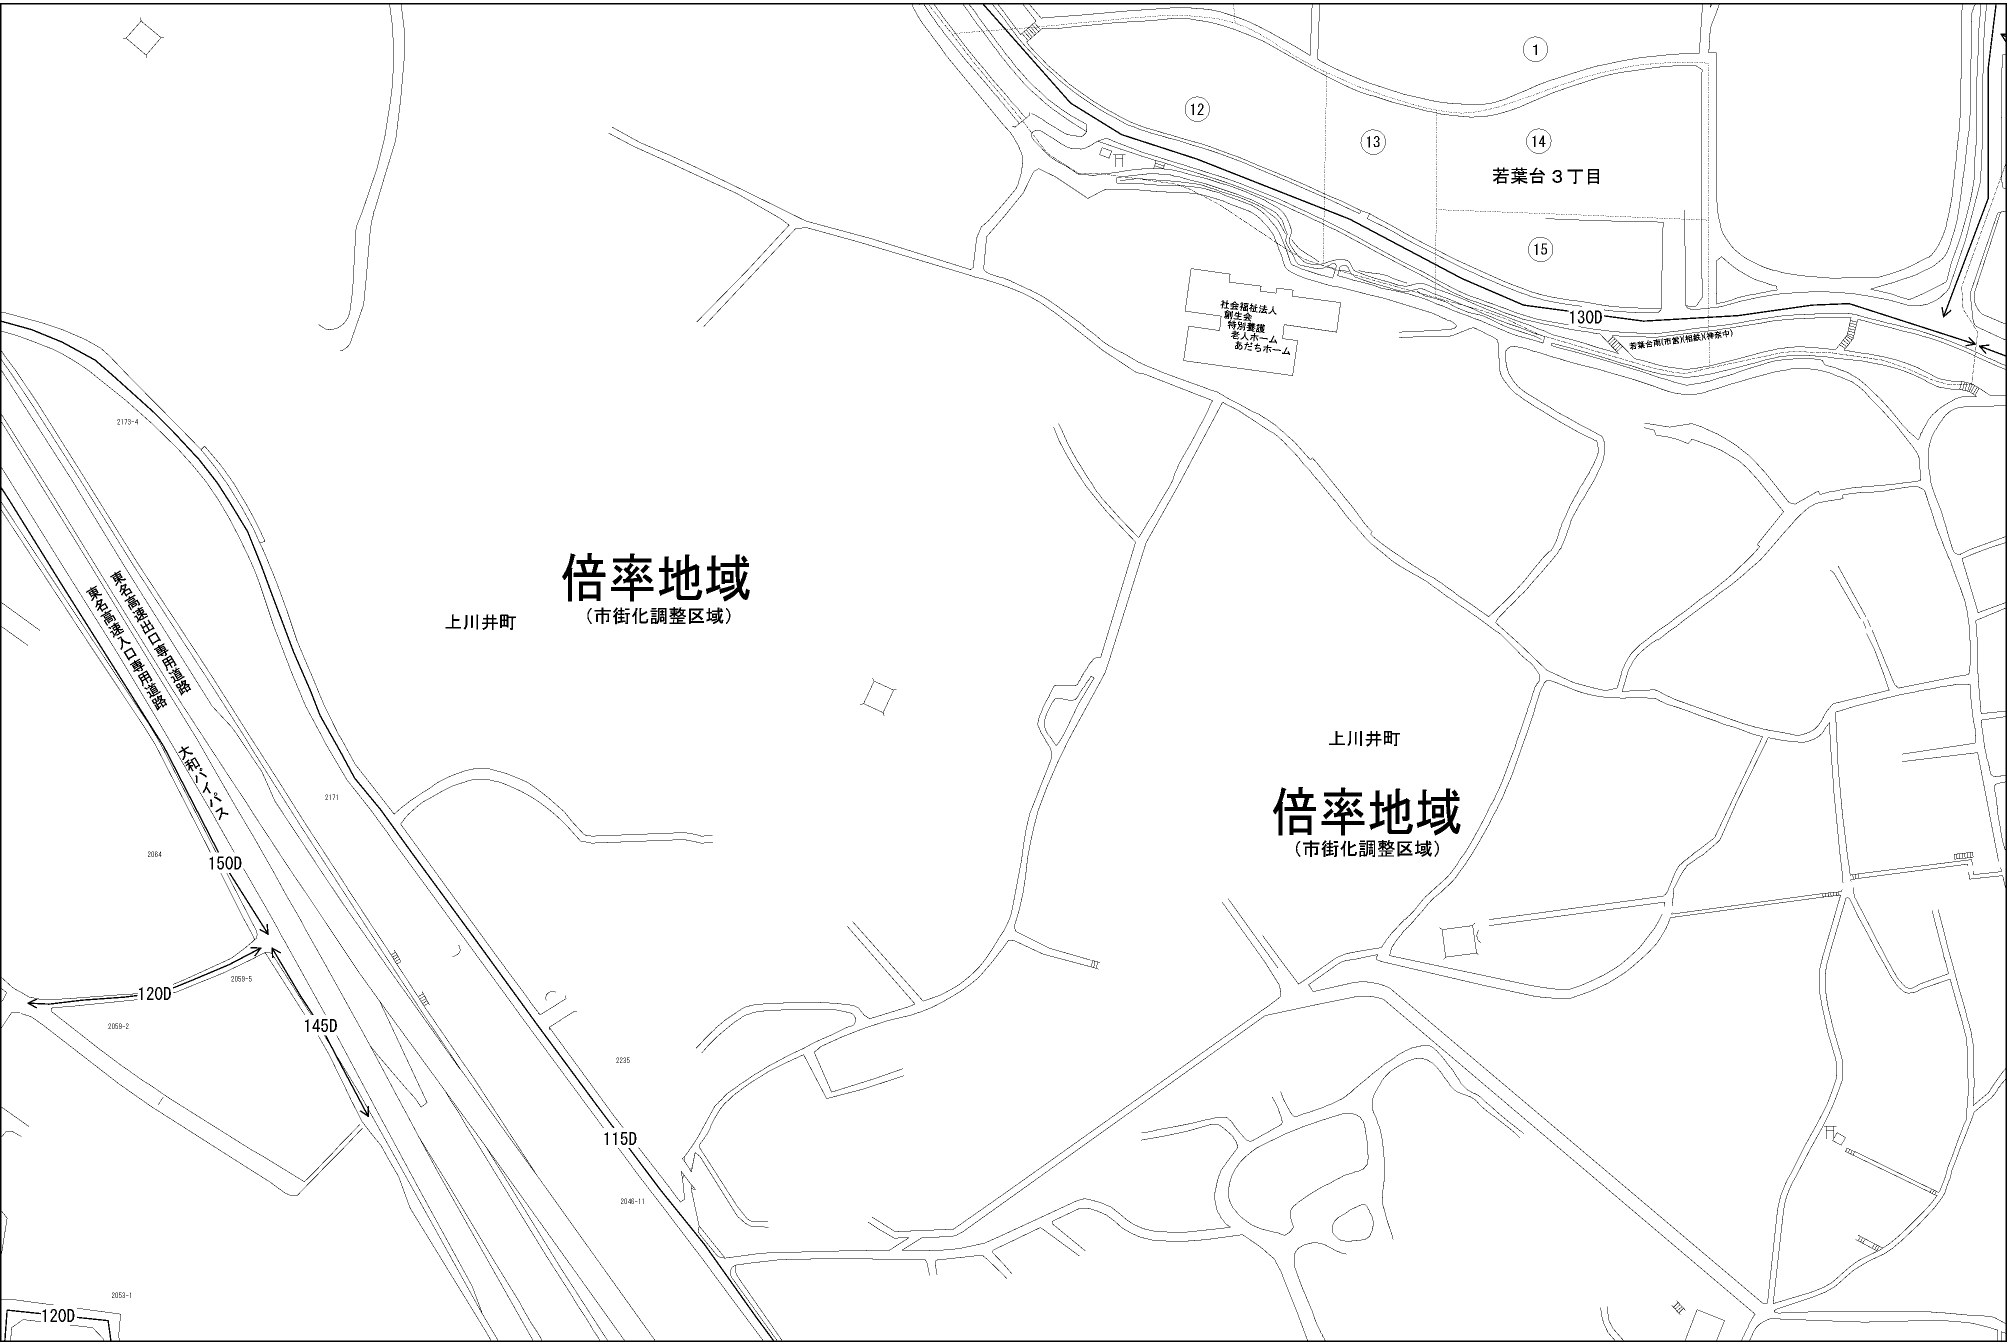 ①
⑫
⑬
⑭
若葉台3丁目
⑮
社会福祉法人
創生会
特別養護
老人ホーム
あだちホーム
130D
若葉台南(市営)(相鉄)(神奈中)
2173-4
東名高速出口専用道路
東名高速入口専用道路
倍率地域
(市街化調整区域)
上川井町
上川井町
倍率地域
(市街化調整区域)
大和バイパス
2171
2064
150D
120D
2059-5
2059-2
145D
2235
115D
2046-11
2053-1
120D